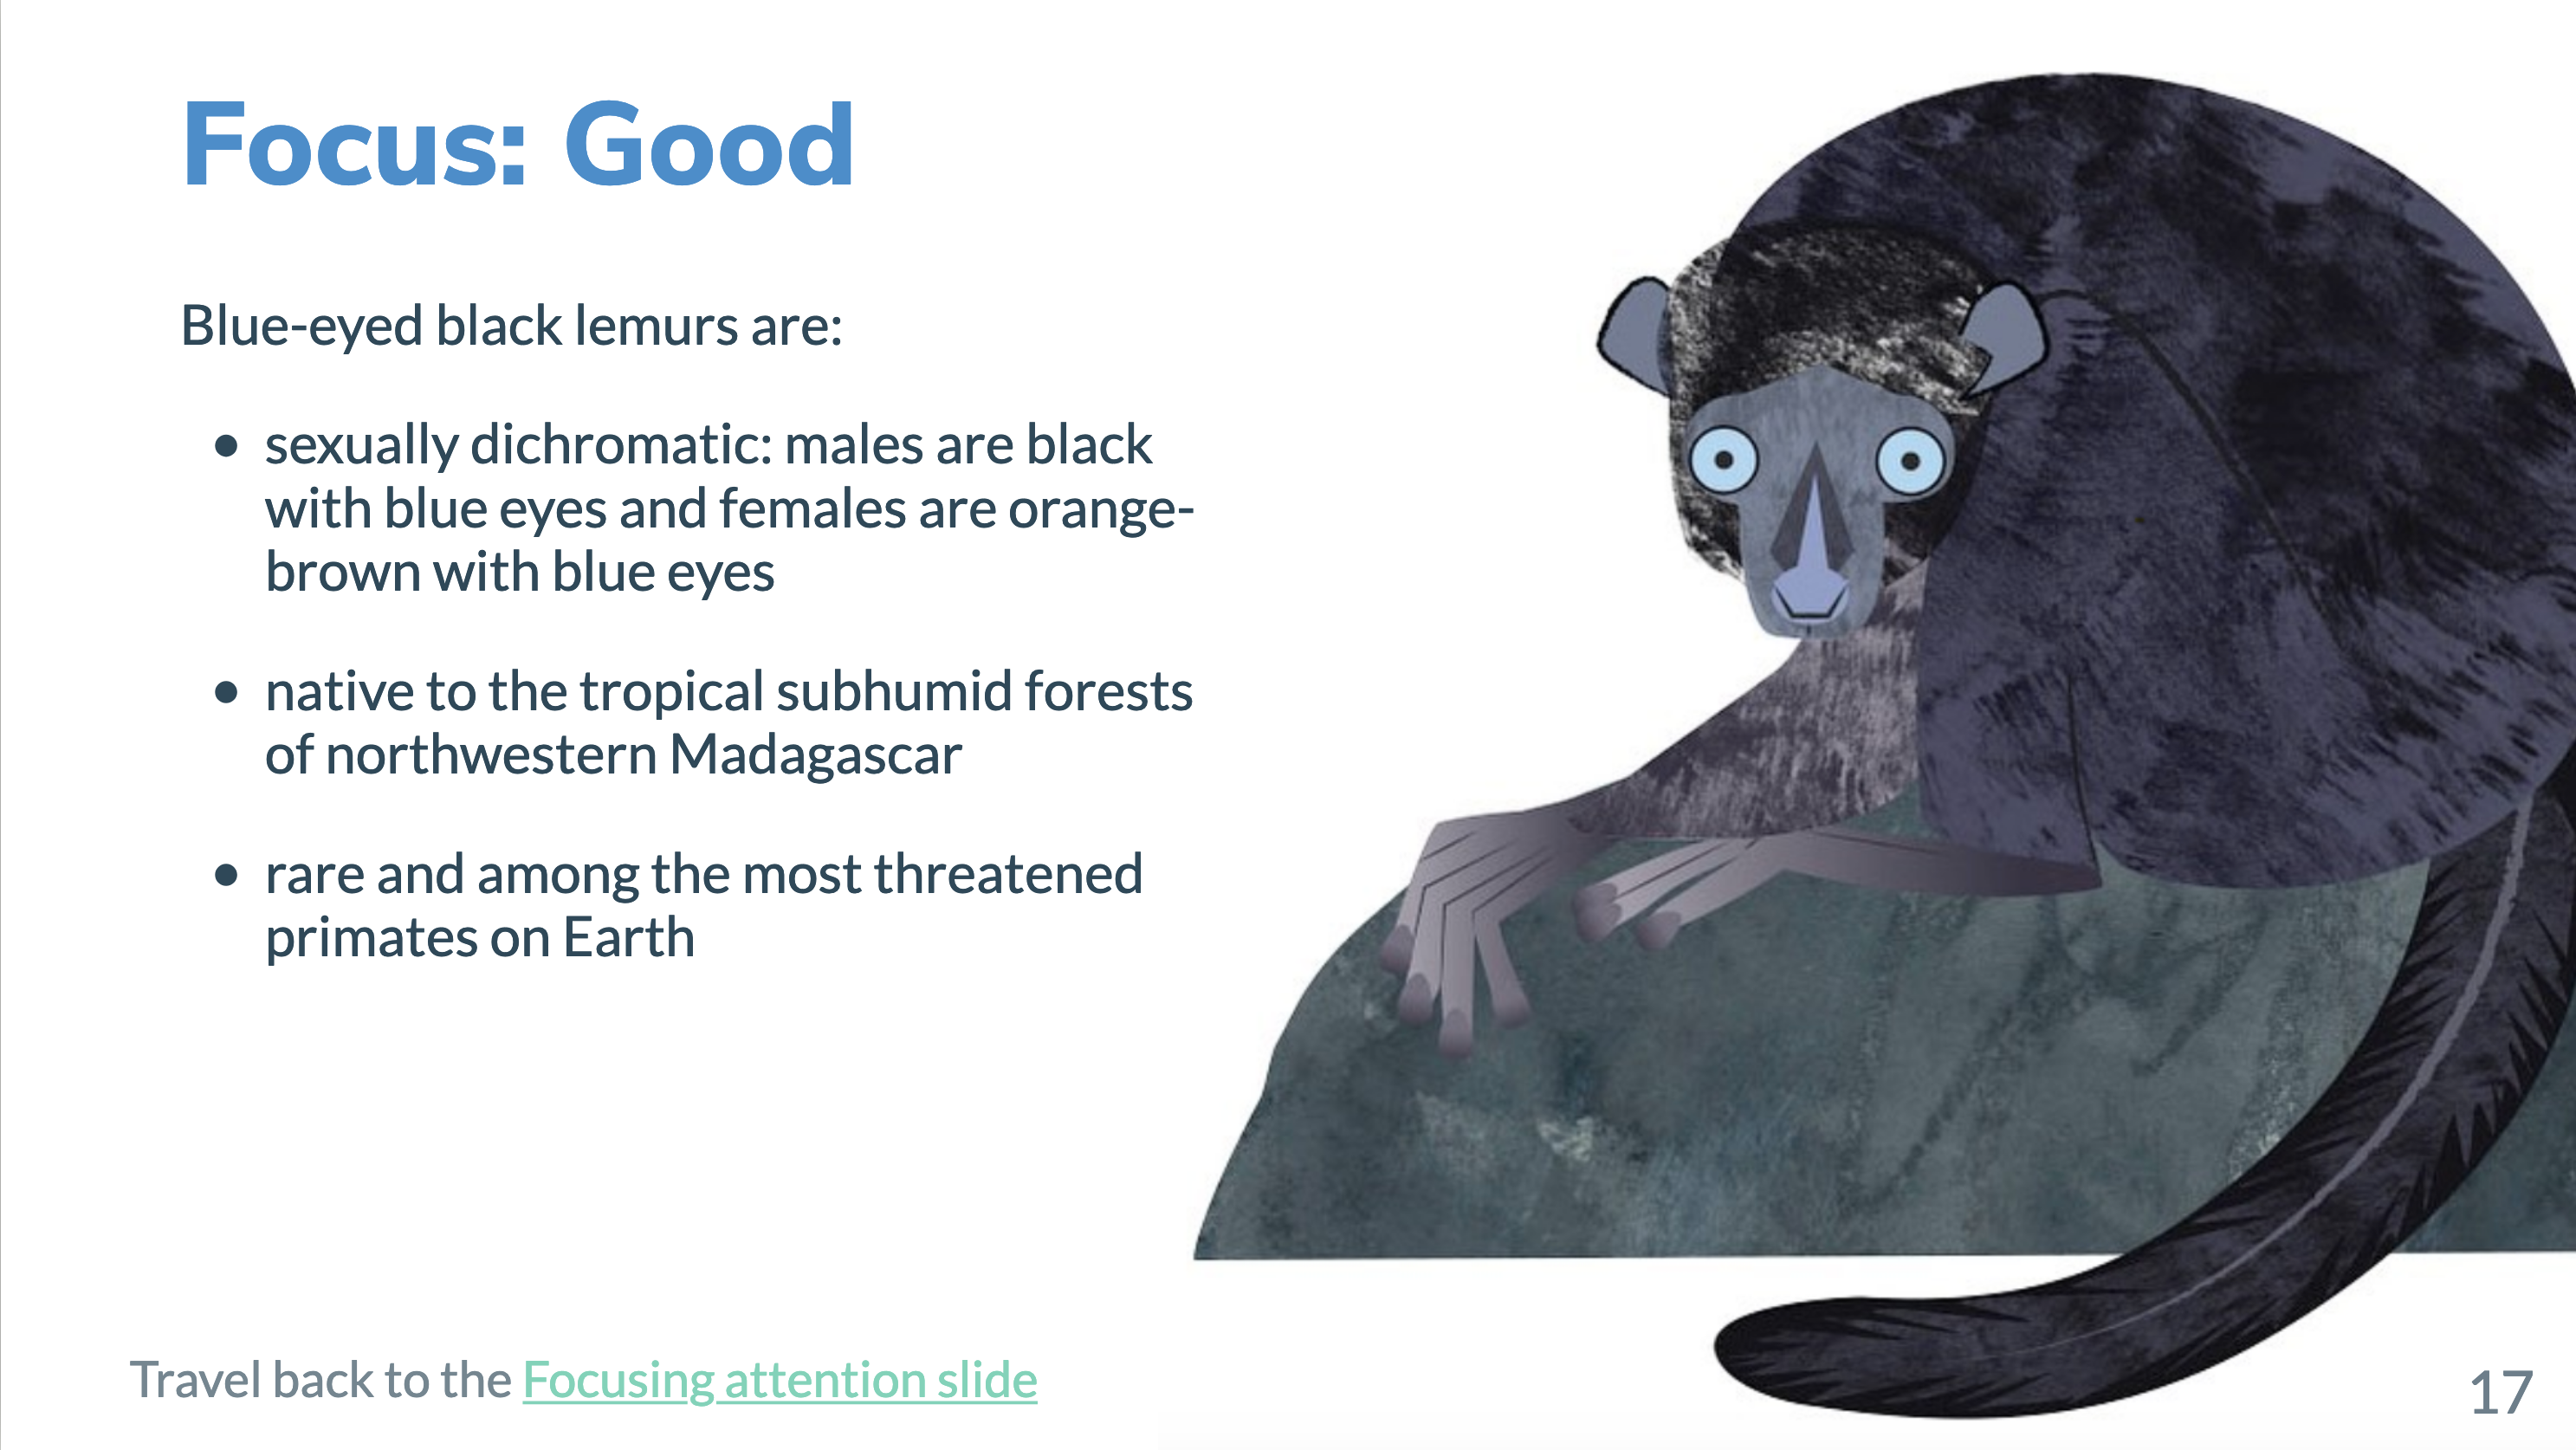 Focus: Good
Blue-eyed black lemurs are:
• sexually dichromatic: males are black
with blue eyes and females are orange-
brown with blue eyes
• native to the tropical subhumid forests
of northwestern Madagascar
• rare and among the most threatened
primates on Earth
Travel back to the Focusing attention slide
17